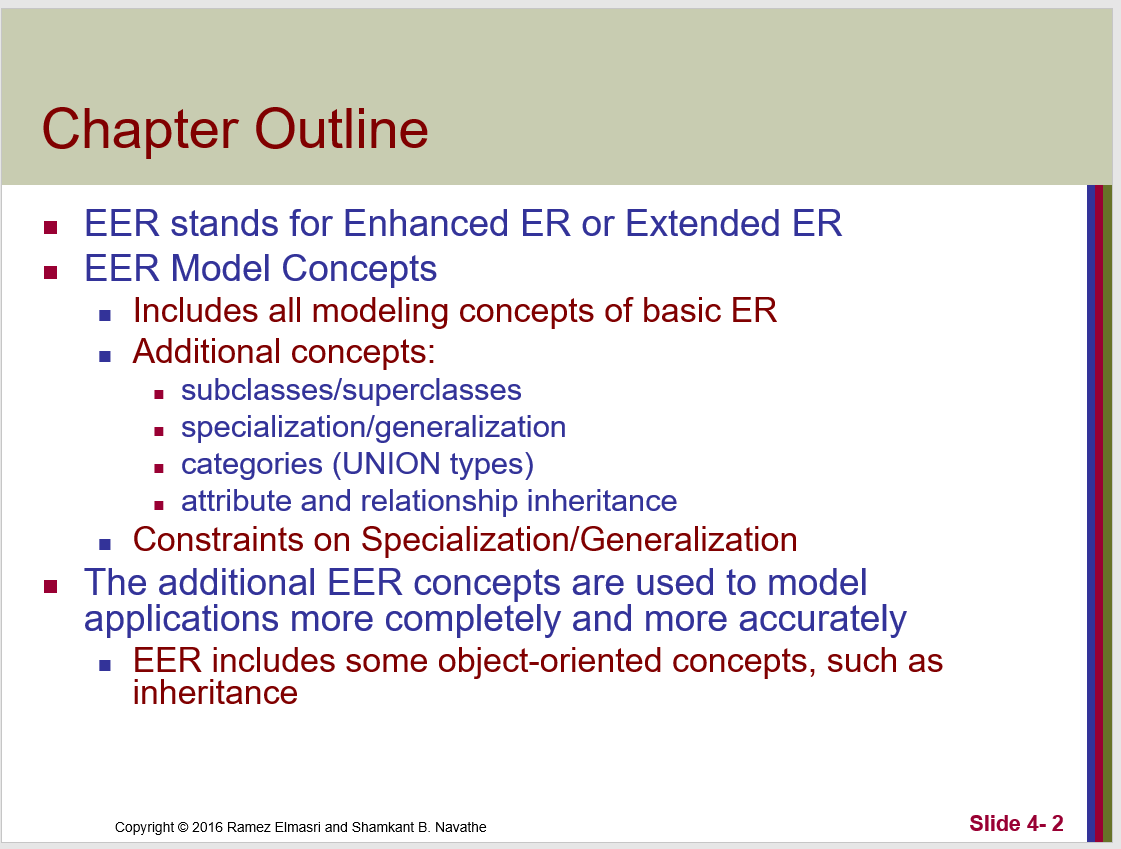 Chapter Outline
EER stands for Enhanced ER or Extended ER
EER Model Concepts
Includes all modeling concepts of basic ER
Additional concepts:
subclasses/superclasses
specialization/generalization
categories (UNION types)
attribute and relationship inheritance
Constraints on Specialization/Generalization
The additional EER concepts are used to model
applications more completely and more accurately
EER includes some object-oriented concepts, such as
inheritance
Copyright © 2016 Ramez Elmasri and Shamkant B. Navathe
Slide 4- 2